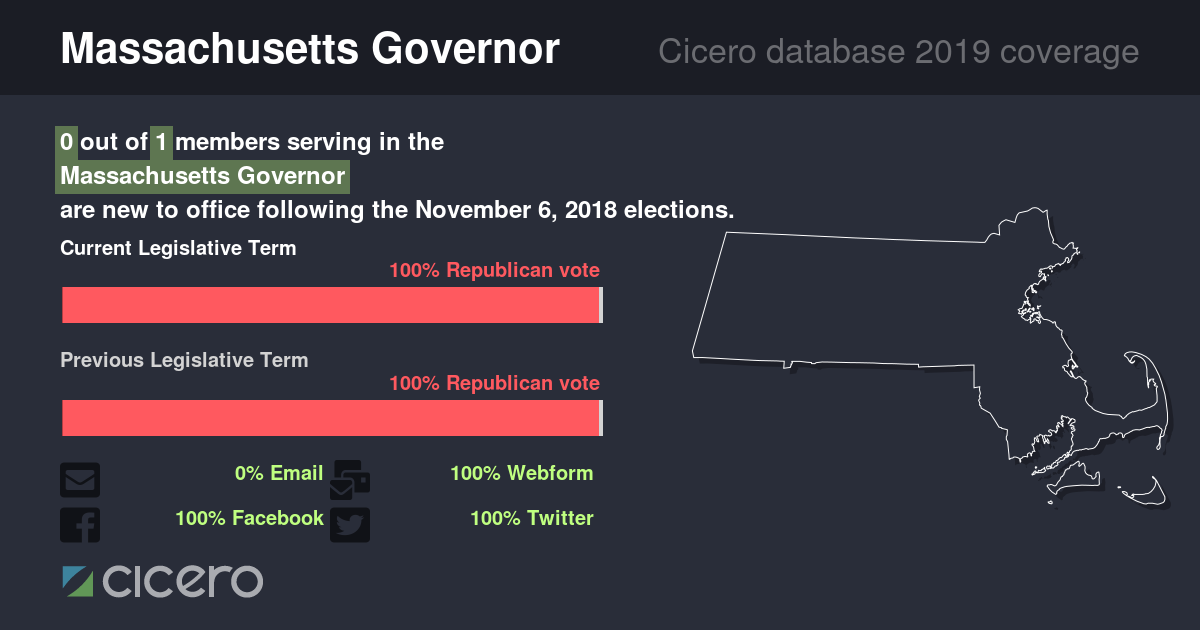 Massachusetts Governor
Cicero database 2019 coverage
0 out of 1 members serving in the
Massachusetts Governor
are new to office following the November 6, 2018 elections.
Current Legislative Term
100% Republican vote
Previous Legislative Term
100% Republican vote
0% Email
100% Webform
100% Facebook
100% Twitter
cicero